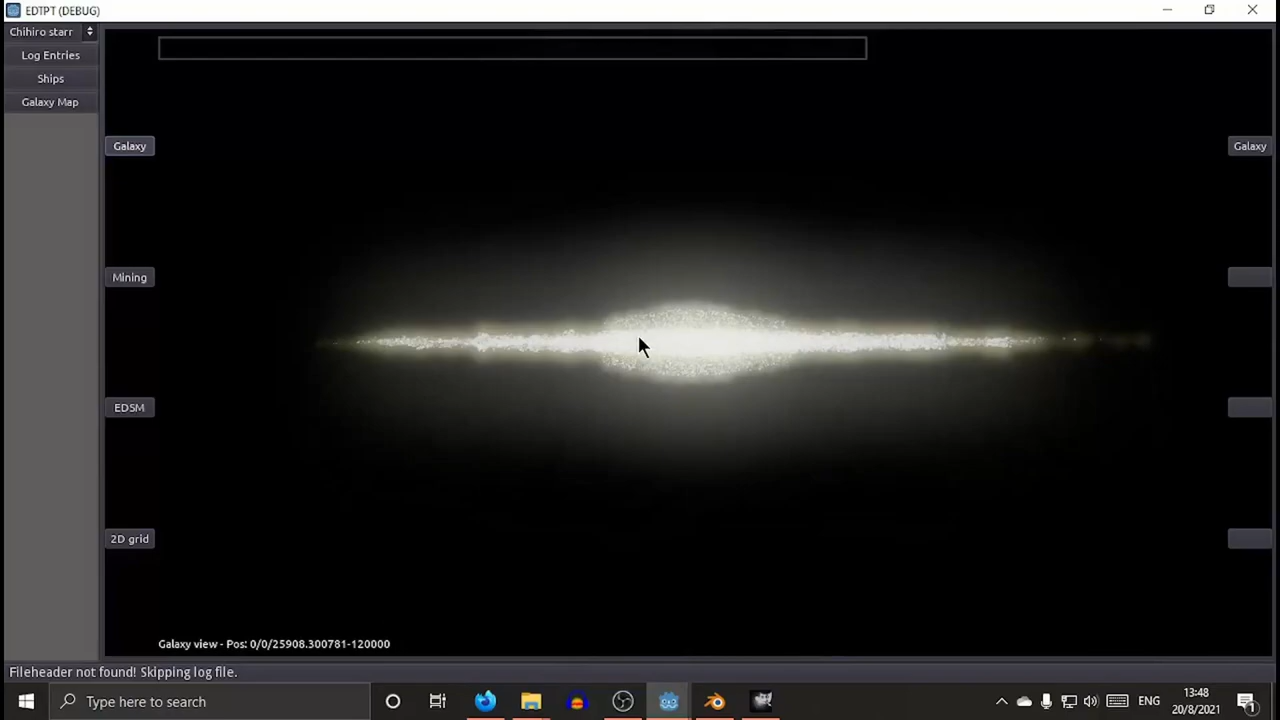 EDTPT (DEBUG)
Chihiro starr
Log Entries
Ships
Galaxy Map
Galaxy
Galaxy
Mining
EDSM
2D grid
Galaxy view - Pos: 0/0/25908.300781-120000
Fileheader not found! Skipping log file.
Type here to search
ENG
13:48
20/8/2021
1